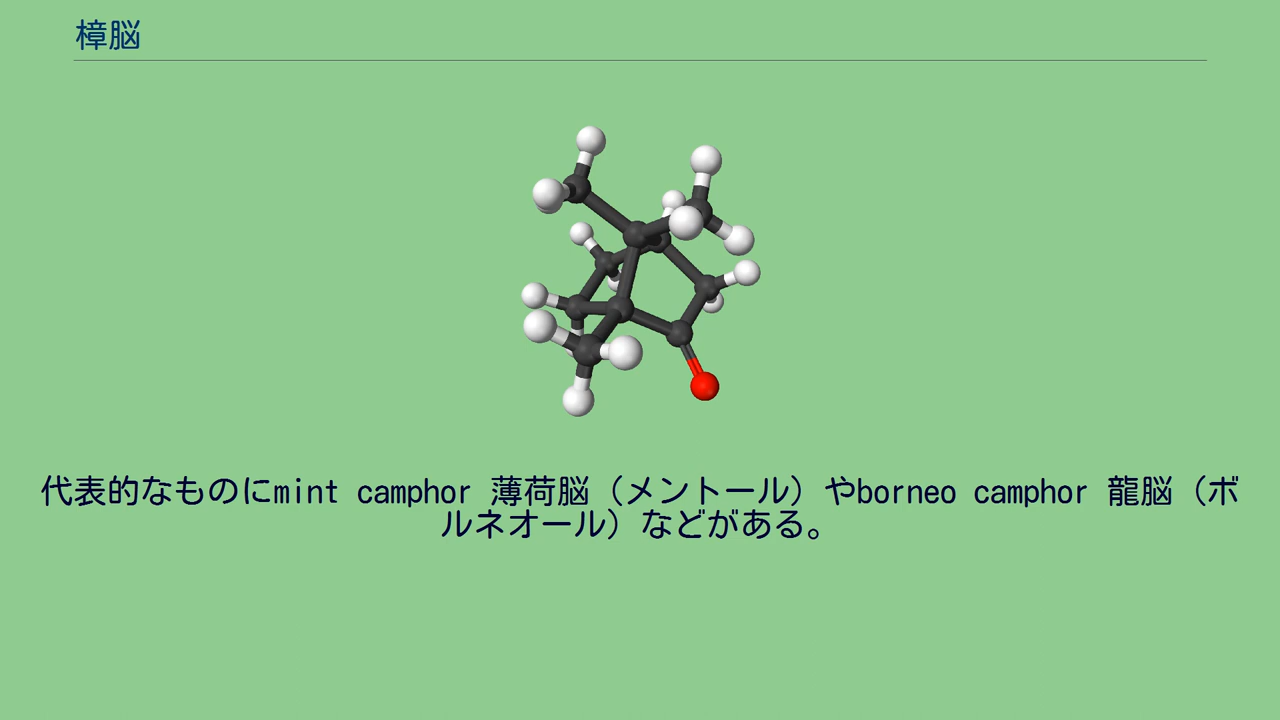 樟脳
代表的なものにmint camphor 薄荷脳（メントール）やborneo camphor 龍脳（ボ
ルネオール）などがある。